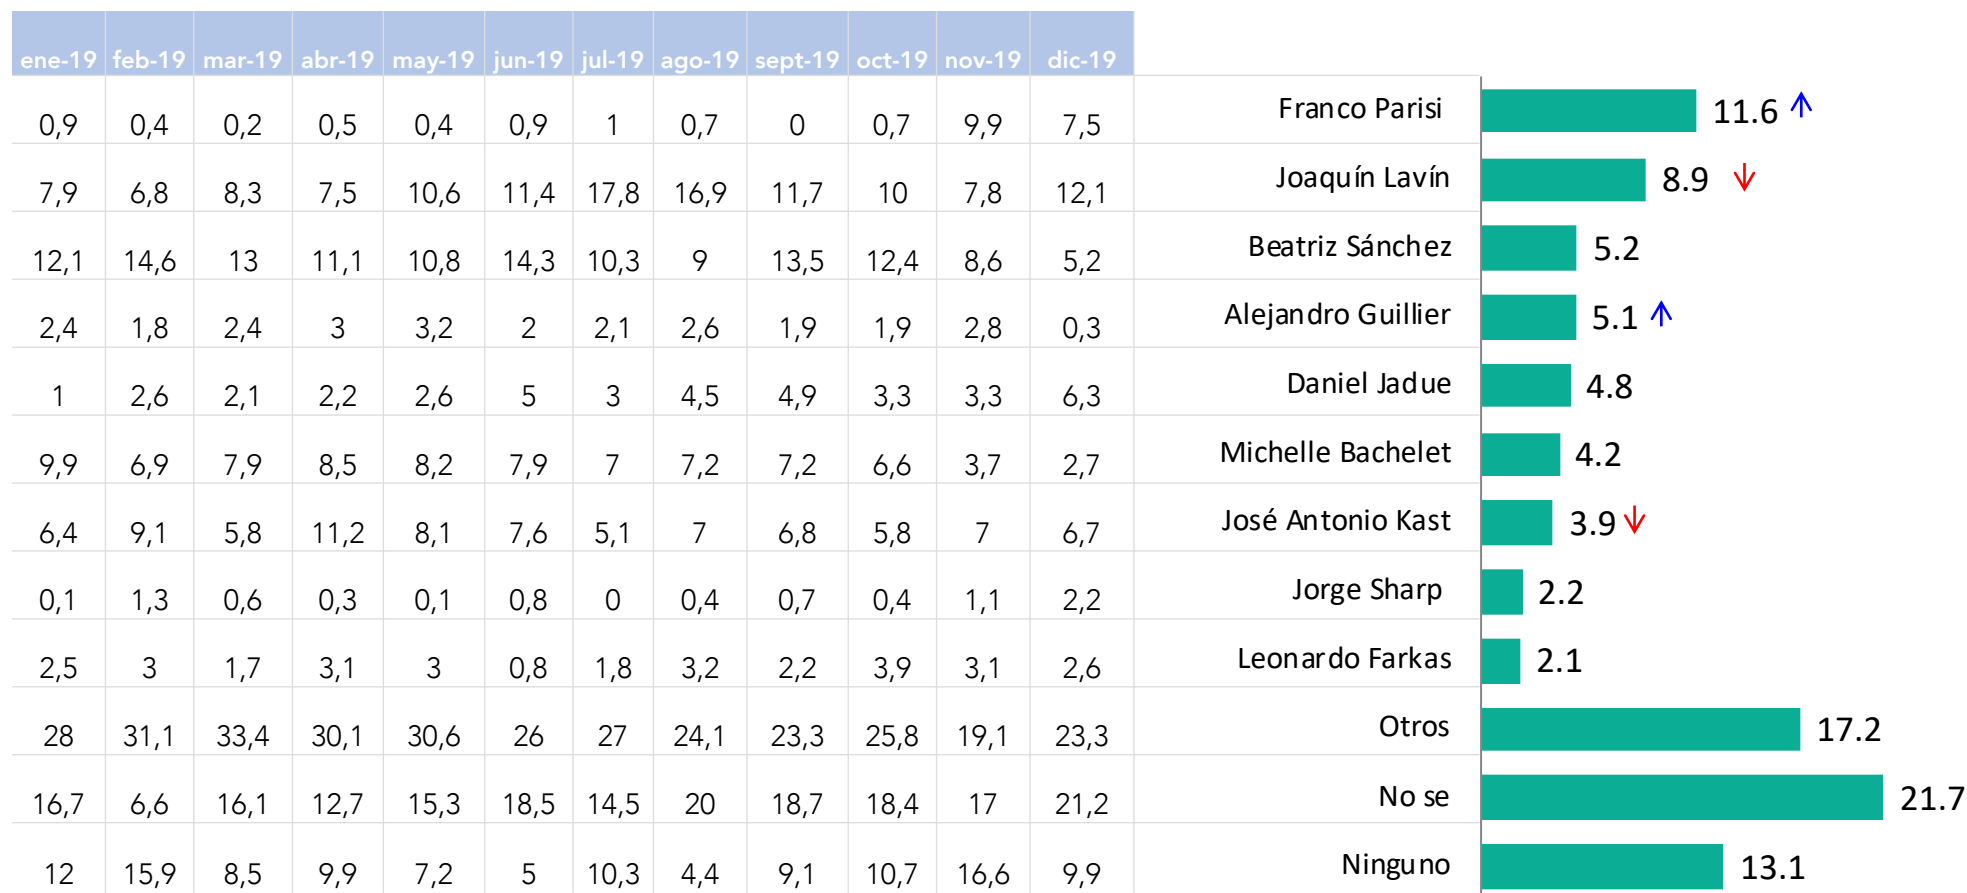 ene-19 feb-19 mar-19 abr-19 may-19 jun-19 jul-19 ago-19 sept-19 oct-19 nov-19 dic-19
0,9 0,4 0,2 0,5 0,4 0,9 1 0,7 0 0,7 9,9 7,5 Franco Parisi 11.6
7,9 6,8 8,3 7,5 10,6 11,4 17,8 16,9 11,7 10 7,8 12,1 Joaquín Lavín 8.9
12,1 14,6 13 11,1 10,8 14,3 10,3 9 13,5 12,4 8,6 5,2 Beatriz Sánchez 5.2
2,4 1,8 2,4 3 3,2 2 2,1 2,6 1,9 1,9 2,8 0,3 Alejandro Guillier 5.1
1 2,6 2,1 2,2 2,6 5 3 4,5 4,9 3,3 3,3 6,3 Daniel Jadue 4.8
9,9 6,9 7,9 8,5 8,2 7,9 7 7,2 7,2 6,6 3,7 2,7 Michelle Bachelet 4.2
6,4 9,1 5,8 11,2 8,1 7,6 5,1 7 6,8 5,8 7 6,7 José Antonio Kast 3.9
0,1 1,3 0,6 0,3 0,1 0,8 0 0,4 0,7 0,4 1,1 2,2 Jorge Sharp 2.2
2,5 3 1,7 3,1 3 0,8 1,8 3,2 2,2 3,9 3,1 2,6 Leonardo Farkas 2.1
28 31,1 33,4 30,1 30,6 26 27 24,1 23,3 25,8 19,1 23,3 Otros 17.2
16,7 6,6 16,1 12,7 15,3 18,5 14,5 20 18,7 18,4 17 21,2 No se 21.7
12 15,9 8,5 9,9 7,2 5 10,3 4,4 9,1 10,7 16,6 9,9 Ninguno 13.1